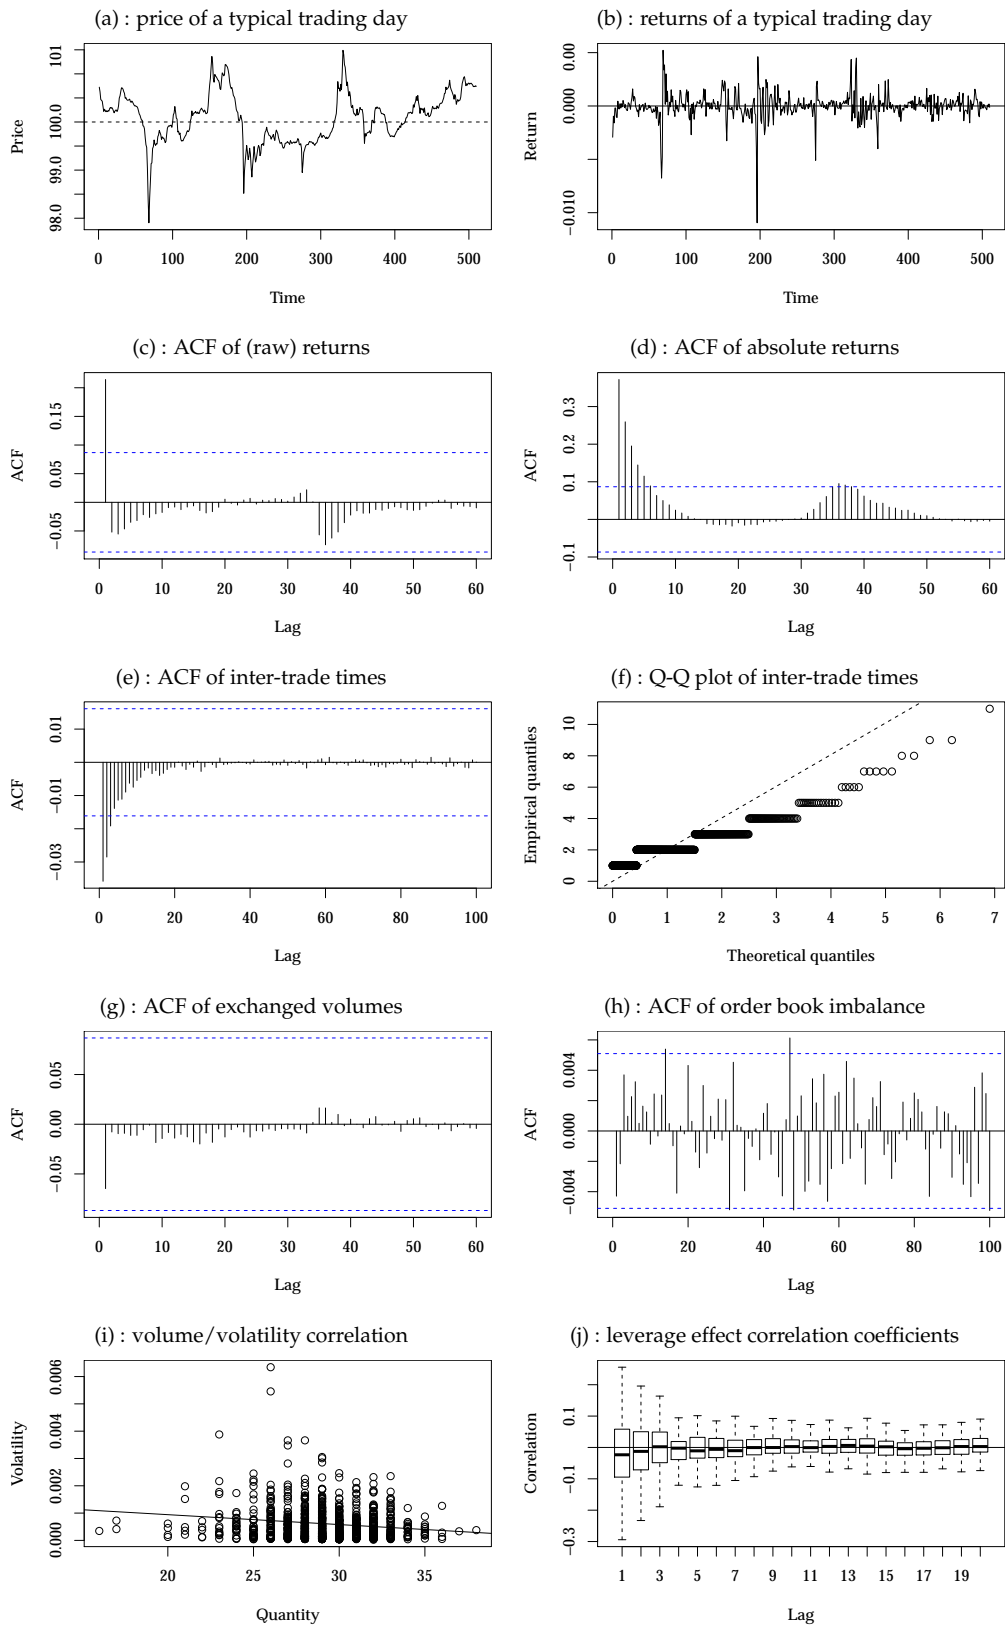 (a) : price of a typical trading day
Price
98.0 99.0 100.0 101
0 100 200 300 400 500
Time
(b) : returns of a typical trading day
Return
−0.010 0.000 0.00
0 100 200 300 400 500
Time
(c) : ACF of (raw) returns
ACF
−0.05 0.05 0.15
0 10 20 30 40 50 60
Lag
(d) : ACF of absolute returns
ACF
−0.1 0.1 0.2 0.3
0 10 20 30 40 50 60
Lag
(e) : ACF of inter-trade times
ACF
−0.03 −0.01 0.01
0 20 40 60 80 100
Lag
(f) : Q-Q plot of inter-trade times
Empirical quantiles
0 2 4 6 8 10
0 1 2 3 4 5 6 7
Theoretical quantiles
(g) : ACF of exchanged volumes
ACF
−0.05 0.00 0.05
0 10 20 30 40 50 60
Lag
(h) : ACF of order book imbalance
ACF
−0.004 0.000 0.004
0 20 40 60 80 100
Lag
(i) : volume/volatility correlation
Volatility
0.000 0.002 0.004 0.006
20 25 30 35
Quantity
(j) : leverage effect correlation coefficients
Correlation
−0.3 −0.1 0.1
1 3 5 7 9 11 13 15 17 19
Lag